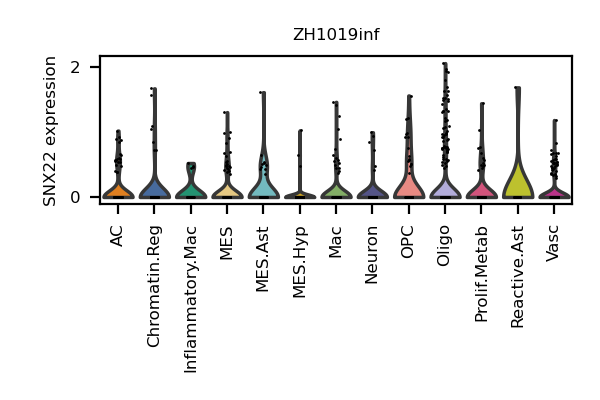 ZH1019inf
SNX22 expression
2
0
AC
Chromatin.Reg
Inflammatory.Mac
MES
MES.Ast
MES.Hyp
Mac
Neuron
OPC
Oligo
Prolif.Metab
Reactive.Ast
Vasc